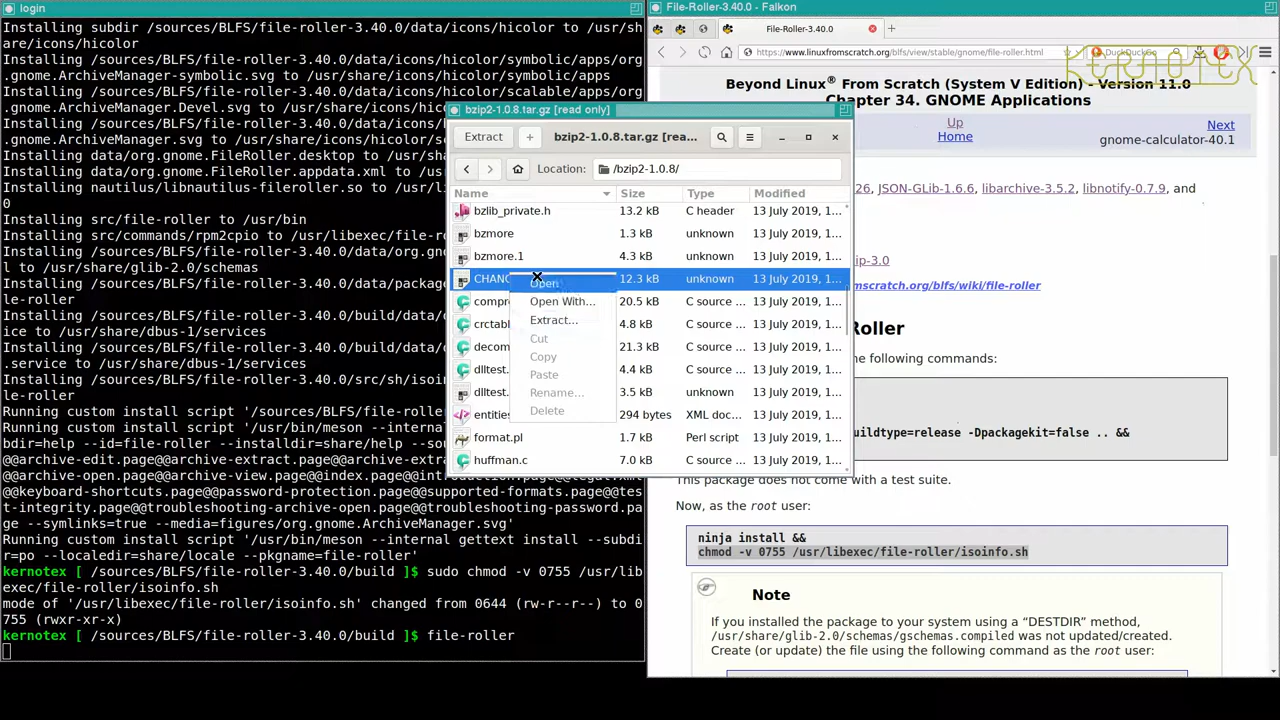 login
Installing subdir /sources/BLFS/file-roller-3.40.0/data/icons/hicolor to /usr/sh
are/icons/hicolor
Installing /sources/BLFS/file-roller-3.40.0/data/icons/hicolor/symbolic/apps/org
.gnome.ArchiveManager-symbolic.svg to /usr/share/icons/hicolor/symbolic/apps
Installing /sources/BLFS/file-roller-3.40.0/data/icons/hicolor/scalable/apps/org
.gnome.ArchiveManager.Devel.svg to /usr/share/icons/hicolor
Installing /sources/BLFS/file-roller-3.40.0/data/icons
.gnome.ArchiveManager.svg to /usr/share/icons/hicolor/
Installing data/org.gnome.FileRoller.desktop to /usr/s
Installing data/org.gnome.FileRoller.appdata.xml to /u
Installing nautilus/libnautilus-fileroller.so to /usr/l
0
Installing src/file-roller to /usr/bin
Installing src/commands/rpm2cpio to /usr/libexec/file-ro
Installing /sources/BLFS/file-roller-3.40.0/data/org.gn
l to /usr/share/glib-2.0/schemas
Installing /sources/BLFS/file-roller-3.40.0/data/packag
le-roller
Installing /sources/BLFS/file-roller-3.40.0/build/data/
ice to /usr/share/dbus-1/services
Installing /sources/BLFS/file-roller-3.40.0/build/data/
.service to /usr/share/dbus-1/services
Installing /sources/BLFS/file-roller-3.40.0/src/sh/isoin
le-roller
Running custom install script '/sources/BLFS/file-rolle
Running custom install script '/usr/bin/meson --interna
bdir=help --id=file-roller --installdir=share/help --so
@@archive-edit.page@@archive-extract.page@@archive-extra
en.page@@archive-view.page@@index.page@@introduction.pa
@@keyboard-shortcuts.page@@password-protection.page@@supported-formats.page@@tes
t-integrity.page@@troubleshooting-archive-open.page@@troubleshooting-password.pa
ge --symlinks=true --media=figures/org.gnome.ArchiveManager.svg'
Running custom install script '/usr/bin/meson --internal gettext install --subdi
r=po --localedir=share/locale --pkgname=file-roller'
kernotex [ /sources/BLFS/file-roller-3.40.0/build ]$ sudo chmod -v 0755 /usr/lib
exec/file-roller/isoinfo.sh
mode of '/usr/libexec/file-roller/isoinfo.sh' changed from 0644 (rw-r--r--) to 0
755 (rwxr-xr-x)
kernotex [ /sources/BLFS/file-roller-3.40.0/build ]$ file-roller
bzip2-1.0.8.tar.gz [read only]
Extract + bzip2-1.0.8.tar.gz [rea...
Location: /bzip2-1.0.8/
Name Size Type Modified
bzlib_private.h 13.2 kB C header 13 July 2019, 1...
bzmore 1.3 kB unknown 13 July 2019, 1...
bzmore.1 4.3 kB unknown 13 July 2019, 1...
CHANG 12.3 kB unknown 13 July 2019, 1...
compr 20.5 kB C source ... 13 July 2019, 1...
crctabl 4.8 kB C source ... 13 July 2019, 1...
decom 21.3 kB C source ... 13 July 2019, 1...
dlltest. 4.4 kB C source ... 13 July 2019, 1...
dlltest. 3.5 kB unknown 13 July 2019, 1...
entitie 294 bytes XML doc... 13 July 2019, 1...
format.pl 1.7 kB Perl script 13 July 2019, 1...
huffman.c 7.0 kB C source ... 13 July 2019, 1...
Open
Open With...
Extract...
Cut
Copy
Paste
Rename...
Delete
File-Roller-3.40.0 - Falkon
File-Roller-3.40.0
https://www.linuxfromscratch.org/blfs/view/stable/gnome/file-roller.html
DuckDuckGo
KERNOTEX
Beyond Linux® From Scratch (System V Edition) - Version 11.0
Chapter 34. GNOME Applications
Up
Home
Next
gnome-calculator-40.1
26, JSON-GLib-1.6.6, libarchive-3.5.2, libnotify-0.7.9, and
ip-3.0
mscratch.org/blfs/wiki/file-roller
Roller
he following commands:
uildtype=release -Dpackagekit=false .. &&
This package does not come with a test suite.
Now, as the root user:
ninja install &&
chmod -v 0755 /usr/libexec/file-roller/isoinfo.sh
Note
If you installed the package to your system using a “DESTDIR” method,
/usr/share/glib-2.0/schemas/gschemas.compiled was not updated/created.
Create (or update) the file using the following command as the root user: